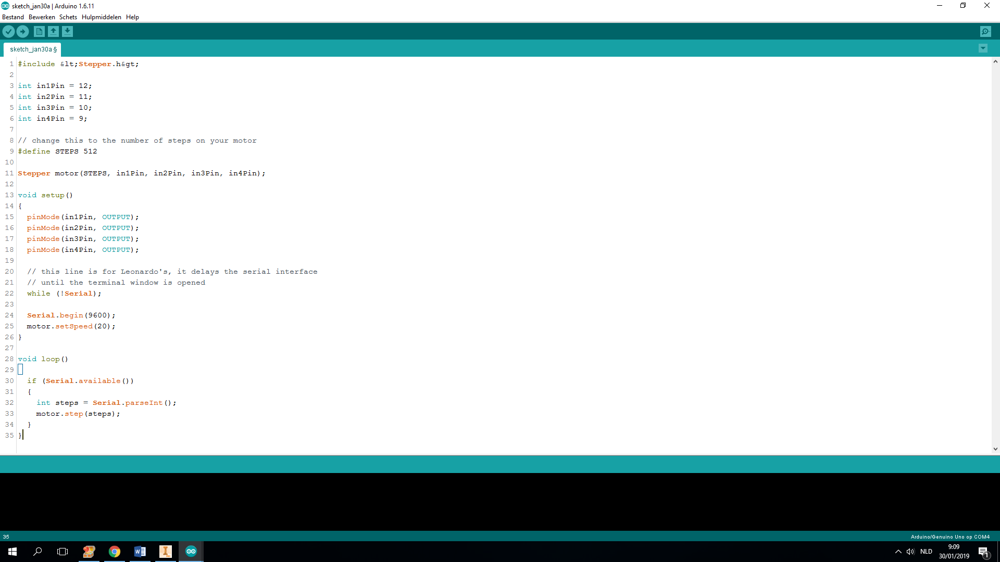 sketch_jan30a | Arduino 1.6.11
Bestand Bewerken Schets Hulpmiddelen Help
sketch_jan30a §
1 #include &lt;Stepper.h&gt;
2
3 int in1Pin = 12;
4 int in2Pin = 11;
5 int in3Pin = 10;
6 int in4Pin = 9;
7
8 // change this to the number of steps on your motor
9 #define STEPS 512
10
11 Stepper motor(STEPS, in1Pin, in2Pin, in3Pin, in4Pin);
12
13 void setup()
14 {
15 pinMode(in1Pin, OUTPUT);
16 pinMode(in2Pin, OUTPUT);
17 pinMode(in3Pin, OUTPUT);
18 pinMode(in4Pin, OUTPUT);
19
20 // this line is for Leonardo's, it delays the serial interface
21 // until the terminal window is opened
22 while (!Serial);
23
24 Serial.begin(9600);
25 motor.setSpeed(20);
26 }
27
28 void loop()
29
30 if (Serial.available())
31 {
32 int steps = Serial.parseInt();
33 motor.step(steps);
34 }
35 }
35
Arduino/Genuino Uno op COM4
NLD
9:09
30/01/2019
1